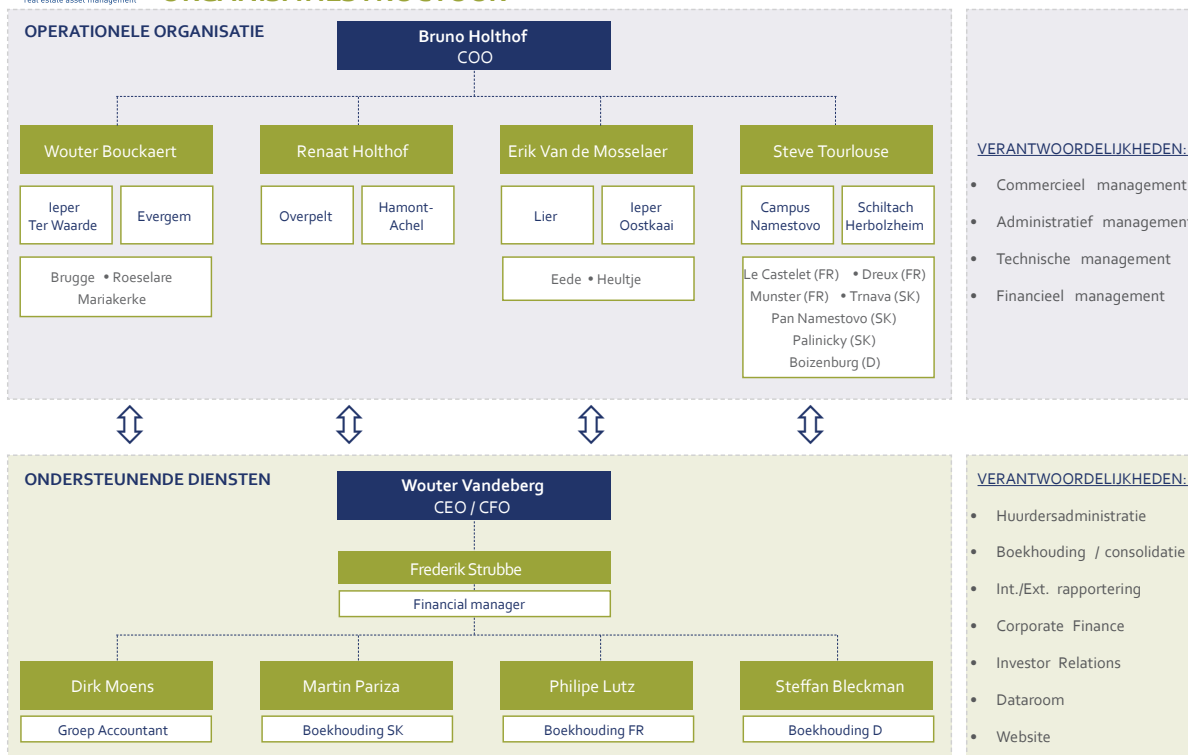 real estate asset management
ORGANISATIESTRUCTUUR
OPERATIONELE ORGANISATIE
Bruno Holthof
COO
Wouter Bouckaert
Renaat Holthof
Erik Van de Mosselaer
Steve Tourlouse
Ieper
Ter Waarde
Evergem
Overpelt
Hamont-
Achel
Lier
Ieper
Oostkaai
Campus
Namestovo
Schiltach
Herbolzheim
Brugge • Roeselare
Mariakerke
Eede • Heultje
Le Castelet (FR) • Dreux (FR)
Munster (FR) • Trnava (SK)
Pan Namestovo (SK)
Palinicky (SK)
Boizenburg (D)
VERANTWOORDELIJKHEDEN:
• Commercieel management
• Administratief management
• Technische management
• Financieel management
ONDERSTEUNENDE DIENSTEN
Wouter Vandeberg
CEO / CFO
Frederik Strubbe
Financial manager
Dirk Moens
Martin Pariza
Philipe Lutz
Steffan Bleckman
Groep Accountant
Boekhouding SK
Boekhouding FR
Boekhouding D
VERANTWOORDELIJKHEDEN:
• Huurdersadministratie
• Boekhouding / consolidatie
• Int./Ext. rapportering
• Corporate Finance
• Investor Relations
• Dataroom
• Website